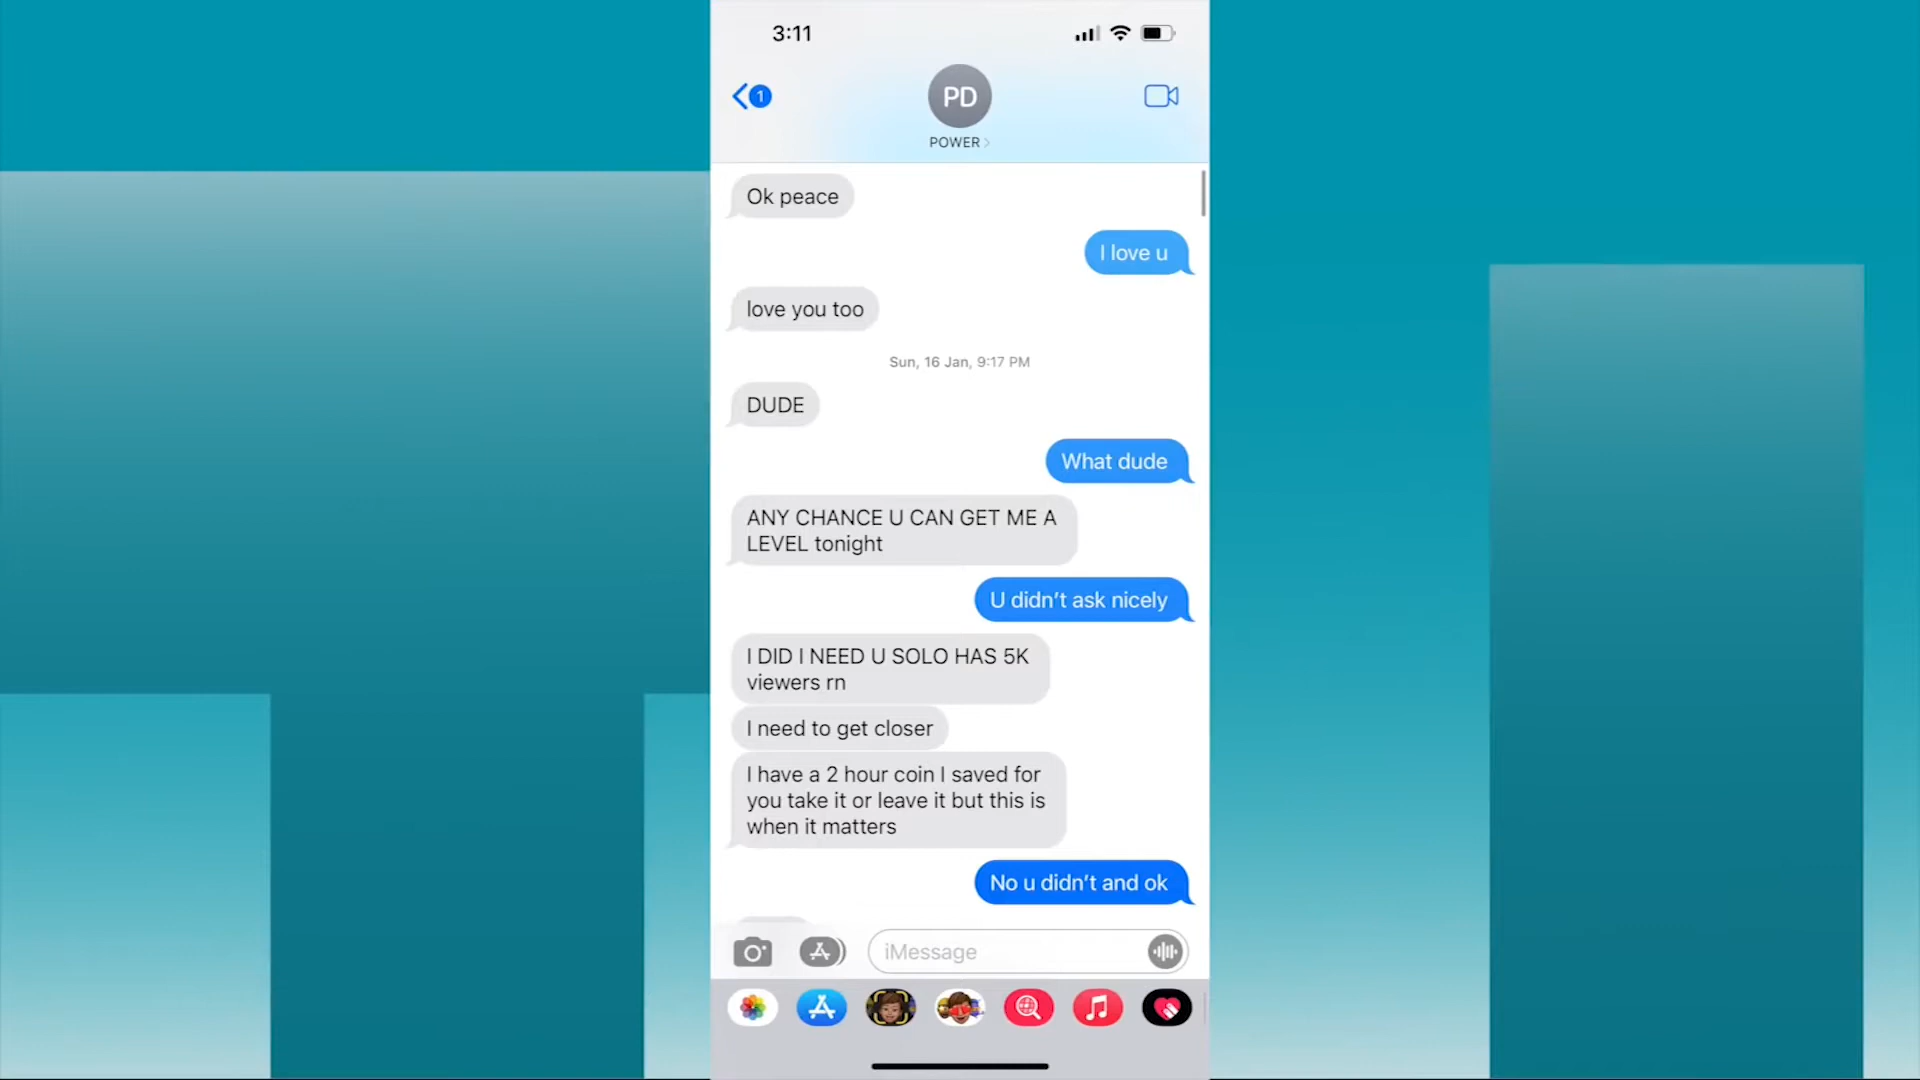 3:11
1
PD
POWER
Ok peace
I love u
love you too
Sun, 16 Jan, 9:17 PM
DUDE
What dude
ANY CHANCE U CAN GET ME A
LEVEL tonight
U didn't ask nicely
I DID I NEED U SOLO HAS 5K
viewers rn
I need to get closer
I have a 2 hour coin I saved for
you take it or leave it but this is
when it matters
No u didn't and ok
iMessage